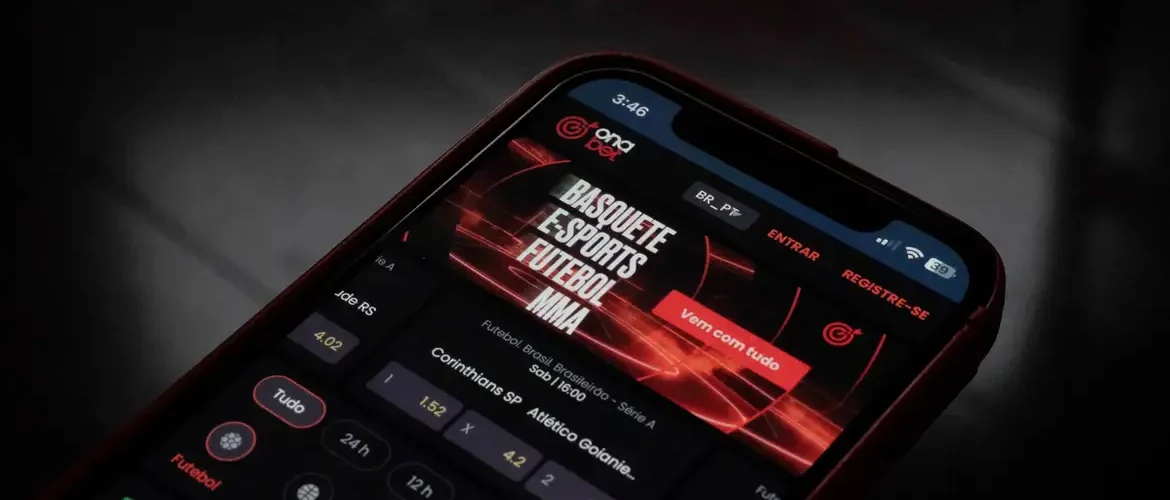 3:46
39
ona
bet
BR_PT
ENTRAR
REGISTRE-SE
BASQUETE
E-SPORTS
FUTEBOL
MMA
Vem com tudo
ie A
ude RS
4.02
Futebol, Brasil, Brasileirão - Série A
Sab | 16:00
Corinthians SP
Atlético Goianie...
1
1.52
X
4.2
2
Tudo
24 h
12 h
Futebol
Fut